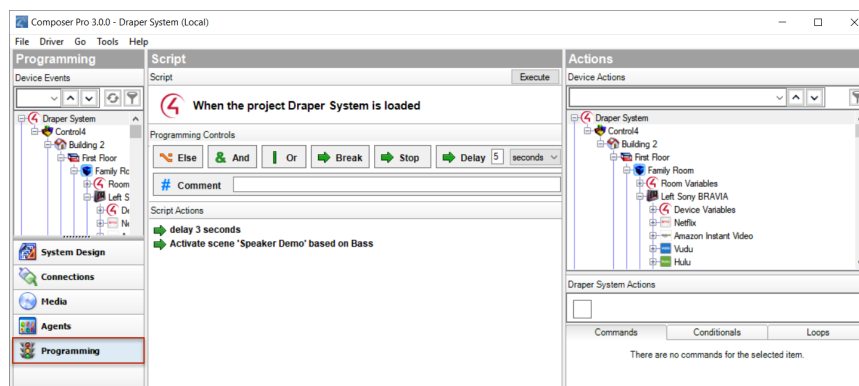 Composer Pro 3.0.0 - Draper System (Local)
File Driver Go Tools Help
Programming
Device Events
Draper System
Control4
Building 2
First Floor
Family Ro
Room
Left S
De
Ne
System Design
Connections
Media
Agents
Programming
Script
Script Execute
When the project Draper System is loaded
Programming Controls
Else And Or Break Stop Delay 5 seconds
# Comment
Script Actions
delay 3 seconds
Activate scene 'Speaker Demo' based on Bass
Actions
Device Actions
Draper System
Control4
Building 2
First Floor
Family Room
Room Variables
Left Sony BRAVIA
Device Variables
Netflix
Amazon Instant Video
Vudu
Hulu
Draper System Actions
Commands Conditionals Loops
There are no commands for the selected item.